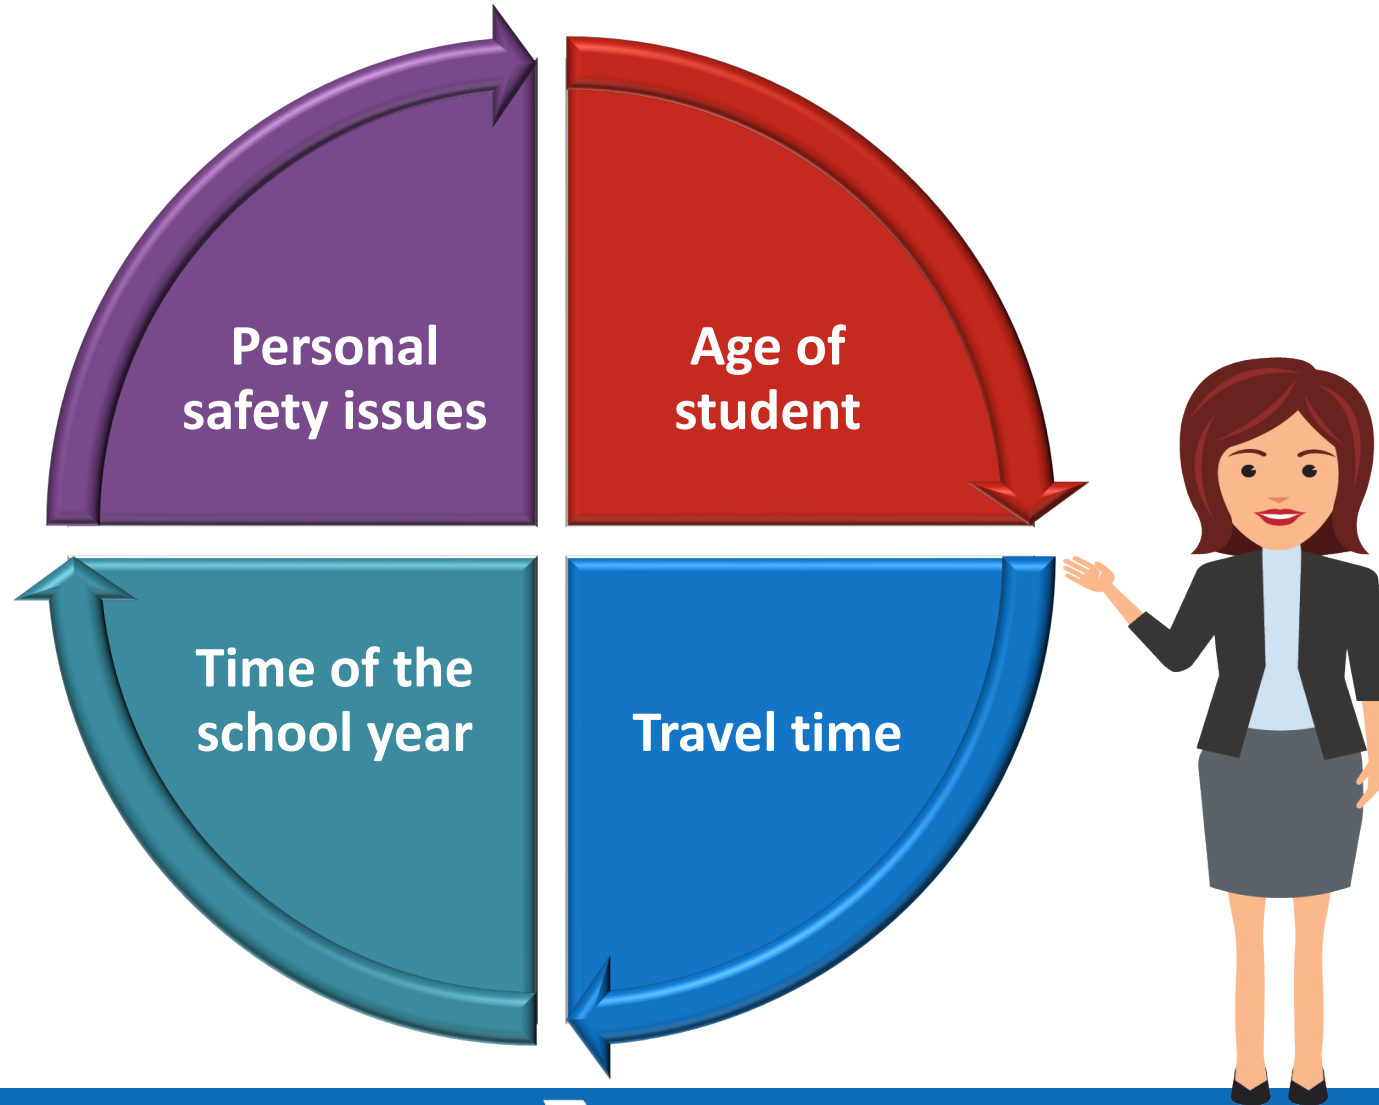 Personal
safety issues
Age of
student
Time of the
school year
Travel time